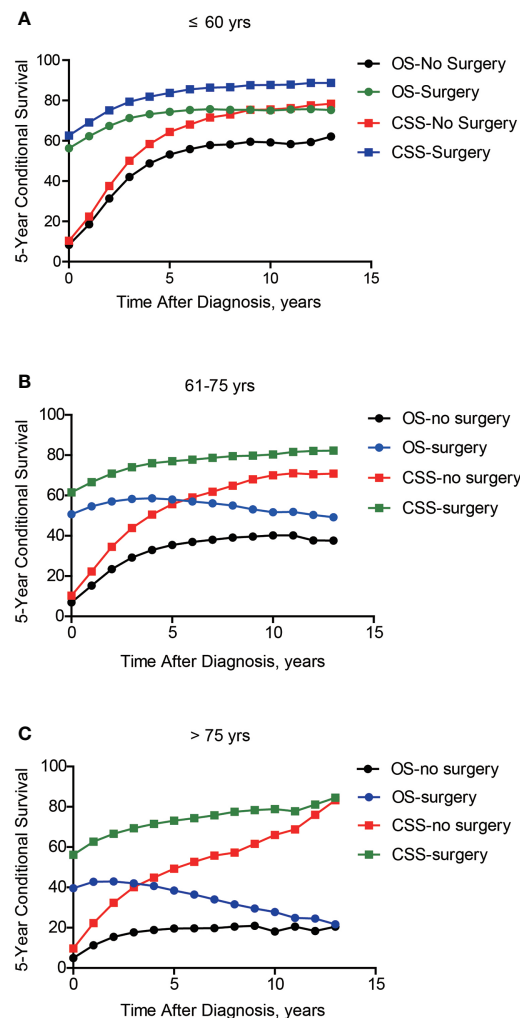 A
≤ 60 yrs
5-Year Conditional Survival
100
80
60
40
20
0
0 5 10 15
Time After Diagnosis, years
OS-No Surgery
OS-Surgery
CSS-No Surgery
CSS-Surgery
B
61-75 yrs
5-Year Conditional Survival
100
80
60
40
20
0
0 5 10 15
Time After Diagnosis, years
OS-no surgery
OS-surgery
CSS-no surgery
CSS-surgery
C
> 75 yrs
5-Year Conditional Survival
100
80
60
40
20
0
0 5 10 15
Time After Diagnosis, years
OS-no surgery
OS-surgery
CSS-no surgery
CSS-surgery